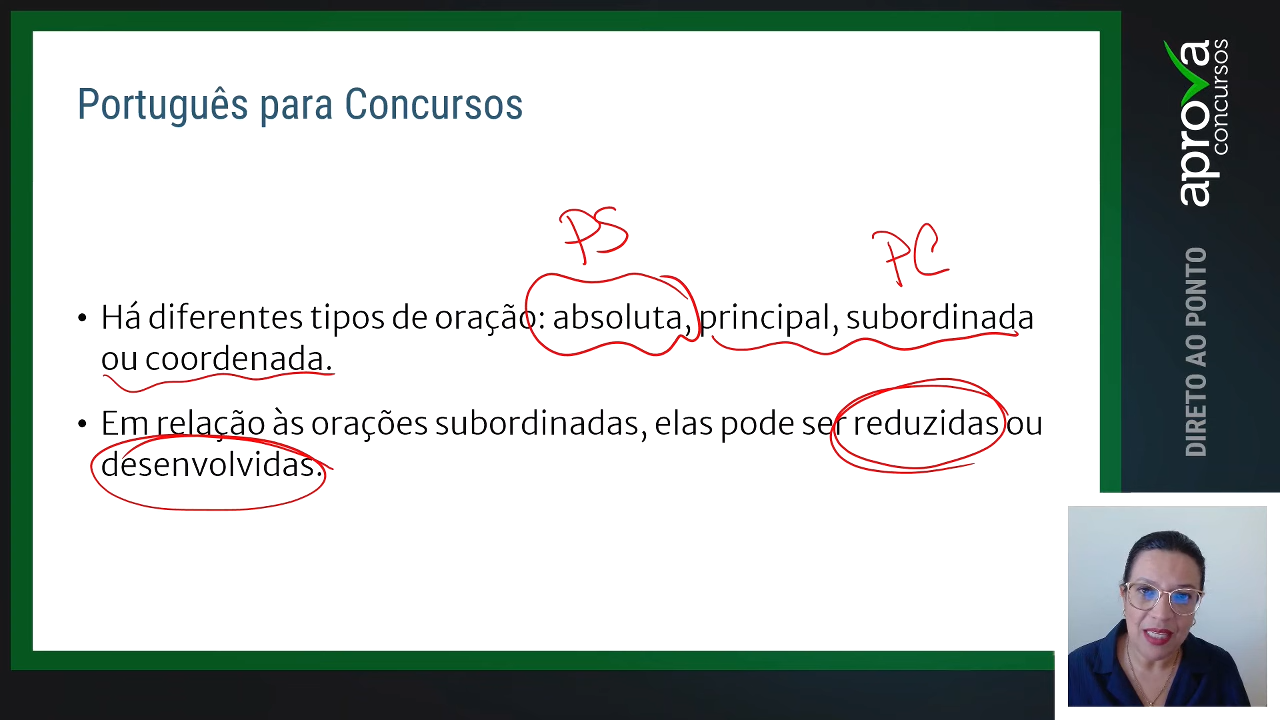 Português para Concursos
PS
PC
• Há diferentes tipos de oração: absoluta, principal, subordinada
ou coordenada.
• Em relação às orações subordinadas, elas pode ser reduzidas ou
desenvolvidas.
aprova
concursos
DIRETO AO PONTO